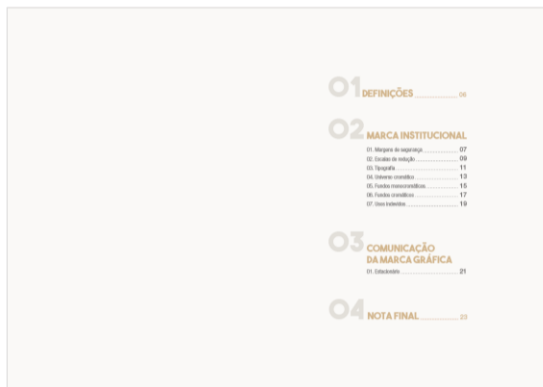 01 DEFINIÇÕES 06
02 MARCA INSTITUCIONAL
01. Margens de segurança 07
02. Escalas de redução 09
03. Tipografia 11
04. Universo cromático 13
05. Fundos monocromáticos 15
06. Fundos cromáticos 17
07. Usos indevidos 19
03 COMUNICAÇÃO
DA MARCA GRÁFICA
01. Estacionário 21
04 NOTA FINAL 23